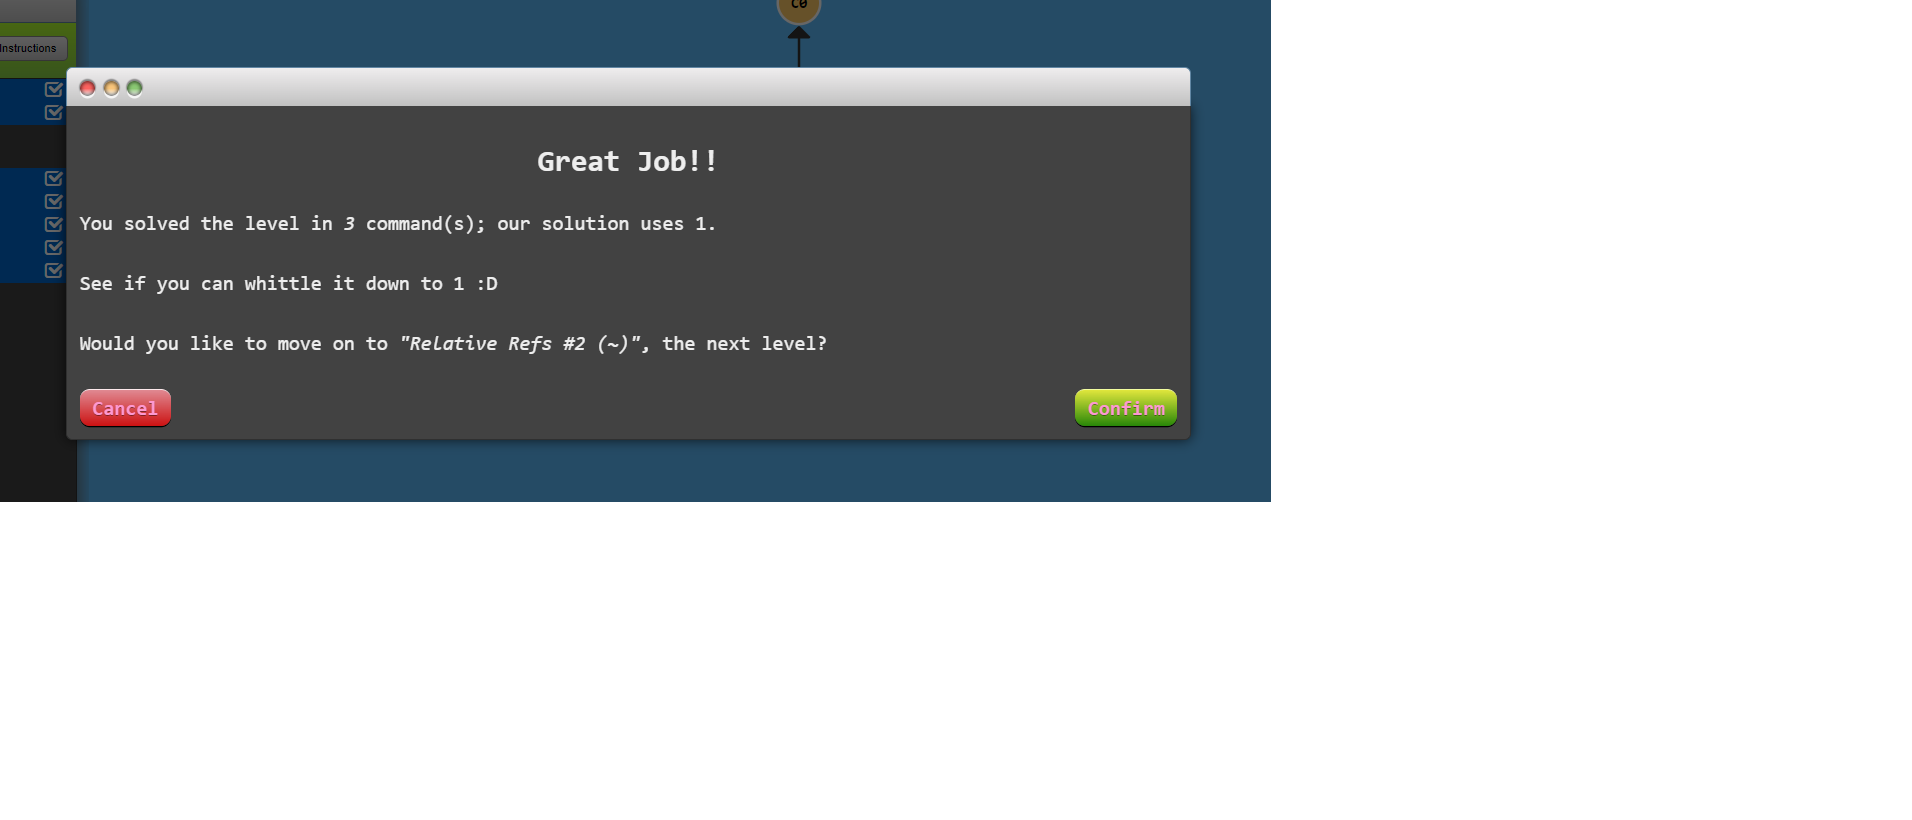 C0
Instructions
Great Job!!
You solved the level in 3 command(s); our solution uses 1.
See if you can whittle it down to 1 :D
Would you like to move on to "Relative Refs #2 (~)", the next level?
Cancel
Confirm